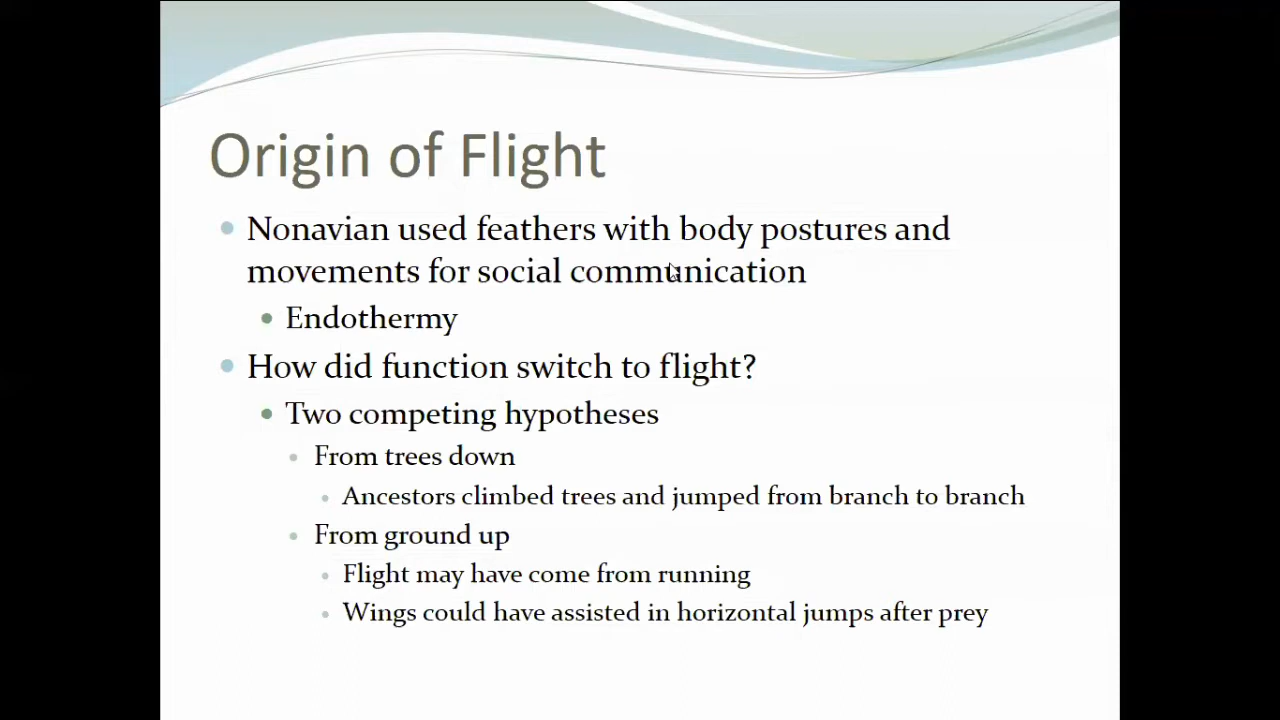 Origin of Flight
Nonavian used feathers with body postures and
movements for social communication
Endothermy
How did function switch to flight?
Two competing hypotheses
From trees down
Ancestors climbed trees and jumped from branch to branch
From ground up
Flight may have come from running
Wings could have assisted in horizontal jumps after prey